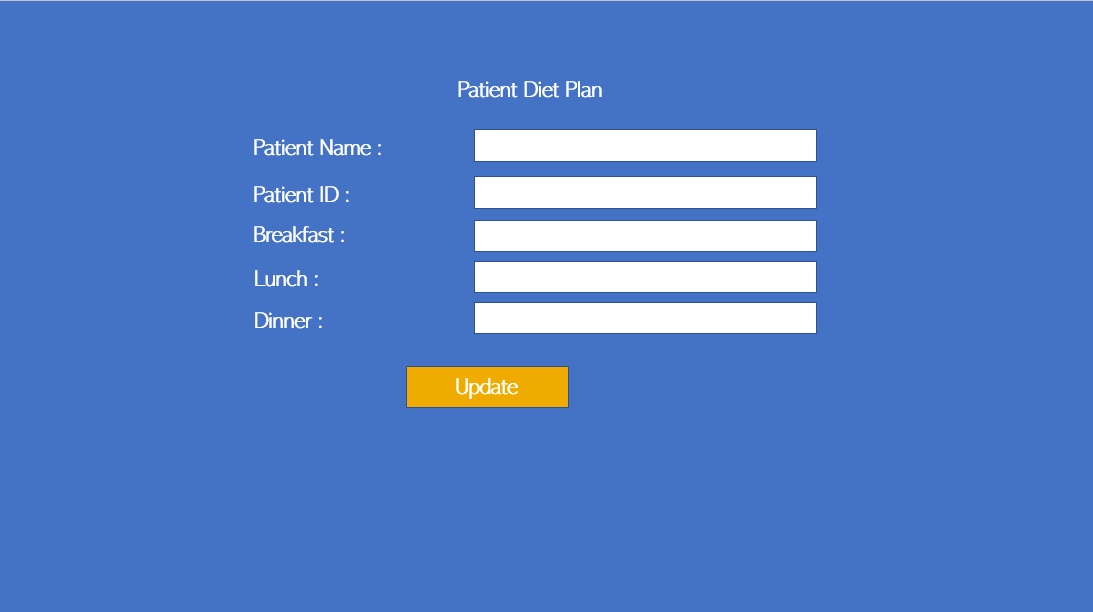 Patient Diet Plan
Patient Name :
Patient ID :
Breakfast :
Lunch :
Dinner :
Update